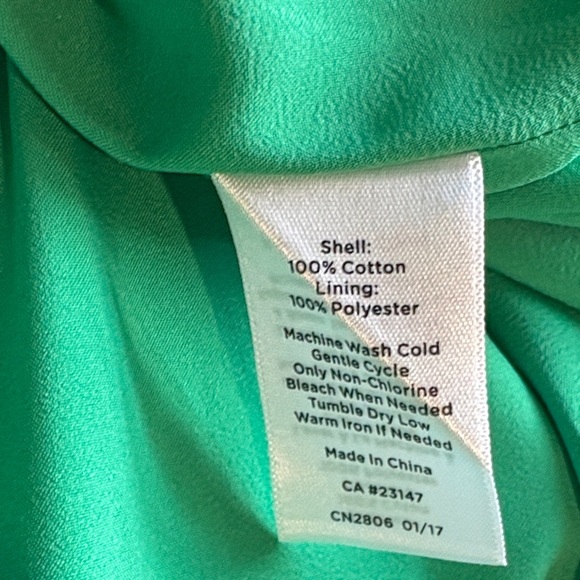 Shell:
100% Cotton
Lining:
100% Polyester
Machine Wash Cold
Gentle Cycle
Only Non-Chlorine
Bleach When Needed
Tumble Dry Low
Warm Iron If Needed
Made In China
CA #23147
CN2806 01/17